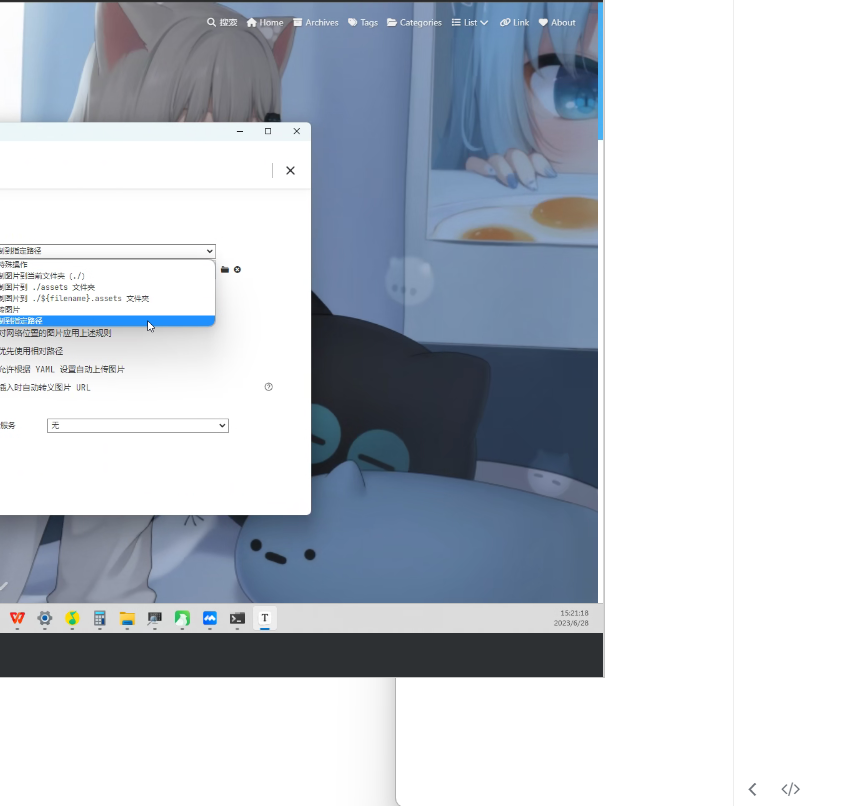 搜索 Home Archives Tags Categories List Link About
到指定路径
特殊操作
制图片到当前文件夹 (./)
制图片到 ./assets 文件夹
制图片到 ./${filename}.assets 文件夹
传图片
制到指定路径
对网络位置的图片应用上述规则
优先使用相对路径
允许根据 YAML 设置自动上传图片
插入时自动转义图片 URL
服务 无
T
15:21:18
2023/6/28